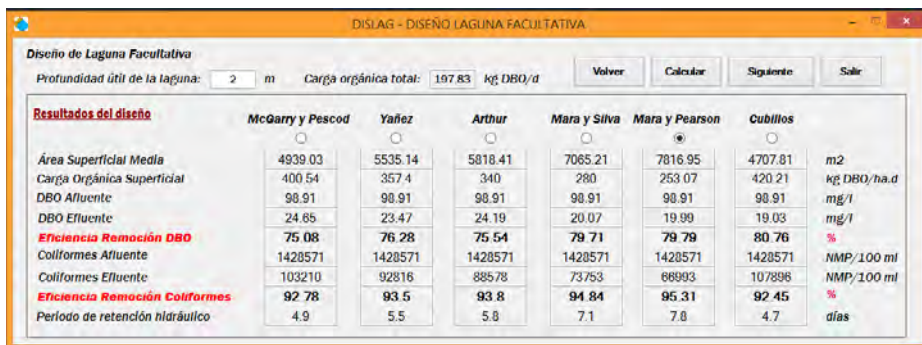 DISLAG - DISEÑO LAGUNA FACULTATIVA
Diseño de Laguna Facultativa
Profundidad útil de la laguna: 2 m Carga orgánica total: 197.83 kg DBO/d Volver Calcular Siguiente Salir
Resultados del diseño McGarry y Pescod Yañez Arthur Mara y Silva Mara y Pearson Cubillos
Área Superficial Media 4939.03 5535.14 5818.41 7065.21 7816.95 4707.81 m2
Carga Orgánica Superficial 400.54 357.4 340 280 253.07 420.21 kg DBO/ha.d
DBO Afluente 98.91 98.91 98.91 98.91 98.91 98.91 mg/l
DBO Efluente 24.65 23.47 24.19 20.07 19.99 19.03 mg/l
Eficiencia Remoción DBO 75.08 76.28 75.54 79.71 79.79 80.76 %
Coliformes Afluente 1428571 1428571 1428571 1428571 1428571 1428571 NMP/100 ml
Coliformes Efluente 103210 92816 88578 73753 66993 107896 NMP/100 ml
Eficiencia Remoción Coliformes 92.78 93.5 93.8 94.84 95.31 92.45 %
Periodo de retención hidráulico 4.9 5.5 5.8 7.1 7.8 4.7 días